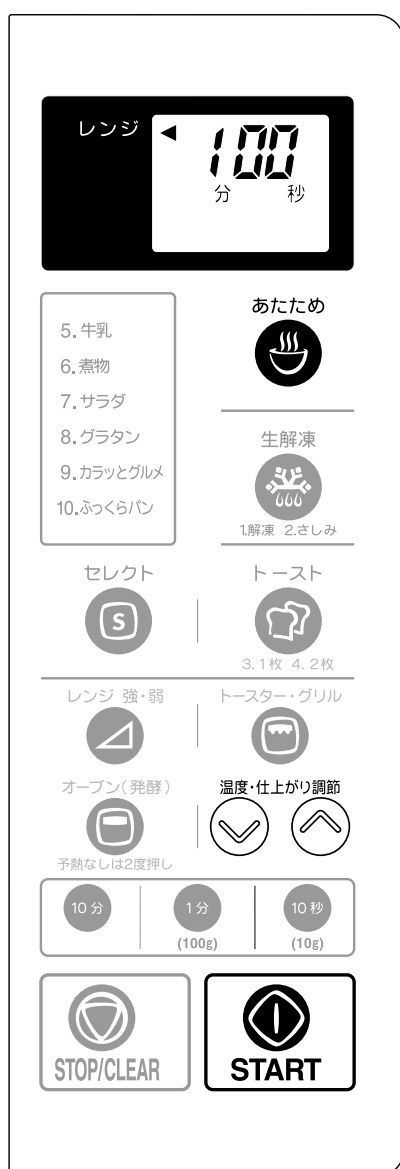 レンジ ◀ 1 00
分 秒
あたため
5. 牛乳
6. 煮物
7. サラダ
8. グラタン
9. カラッとグルメ
10. ふっくらパン
生解凍
1.解凍 2.さしみ
セレクト
S
トースト
3. 1枚 4. 2枚
レンジ 強・弱
トースター・グリル
オーブン(発酵)
予熱なしは2度押し
温度・仕上がり調節
10分
1分
(100g)
10秒
(10g)
STOP/CLEAR
START